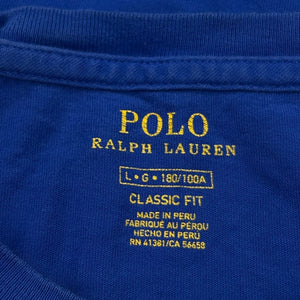 POLO
RALPH LAUREN
L • G • 180/100A
CLASSIC FIT
MADE IN PERU
FABRIQUÉ AU PÉROU
HECHO EN PERU
RN 41381/CA 56458